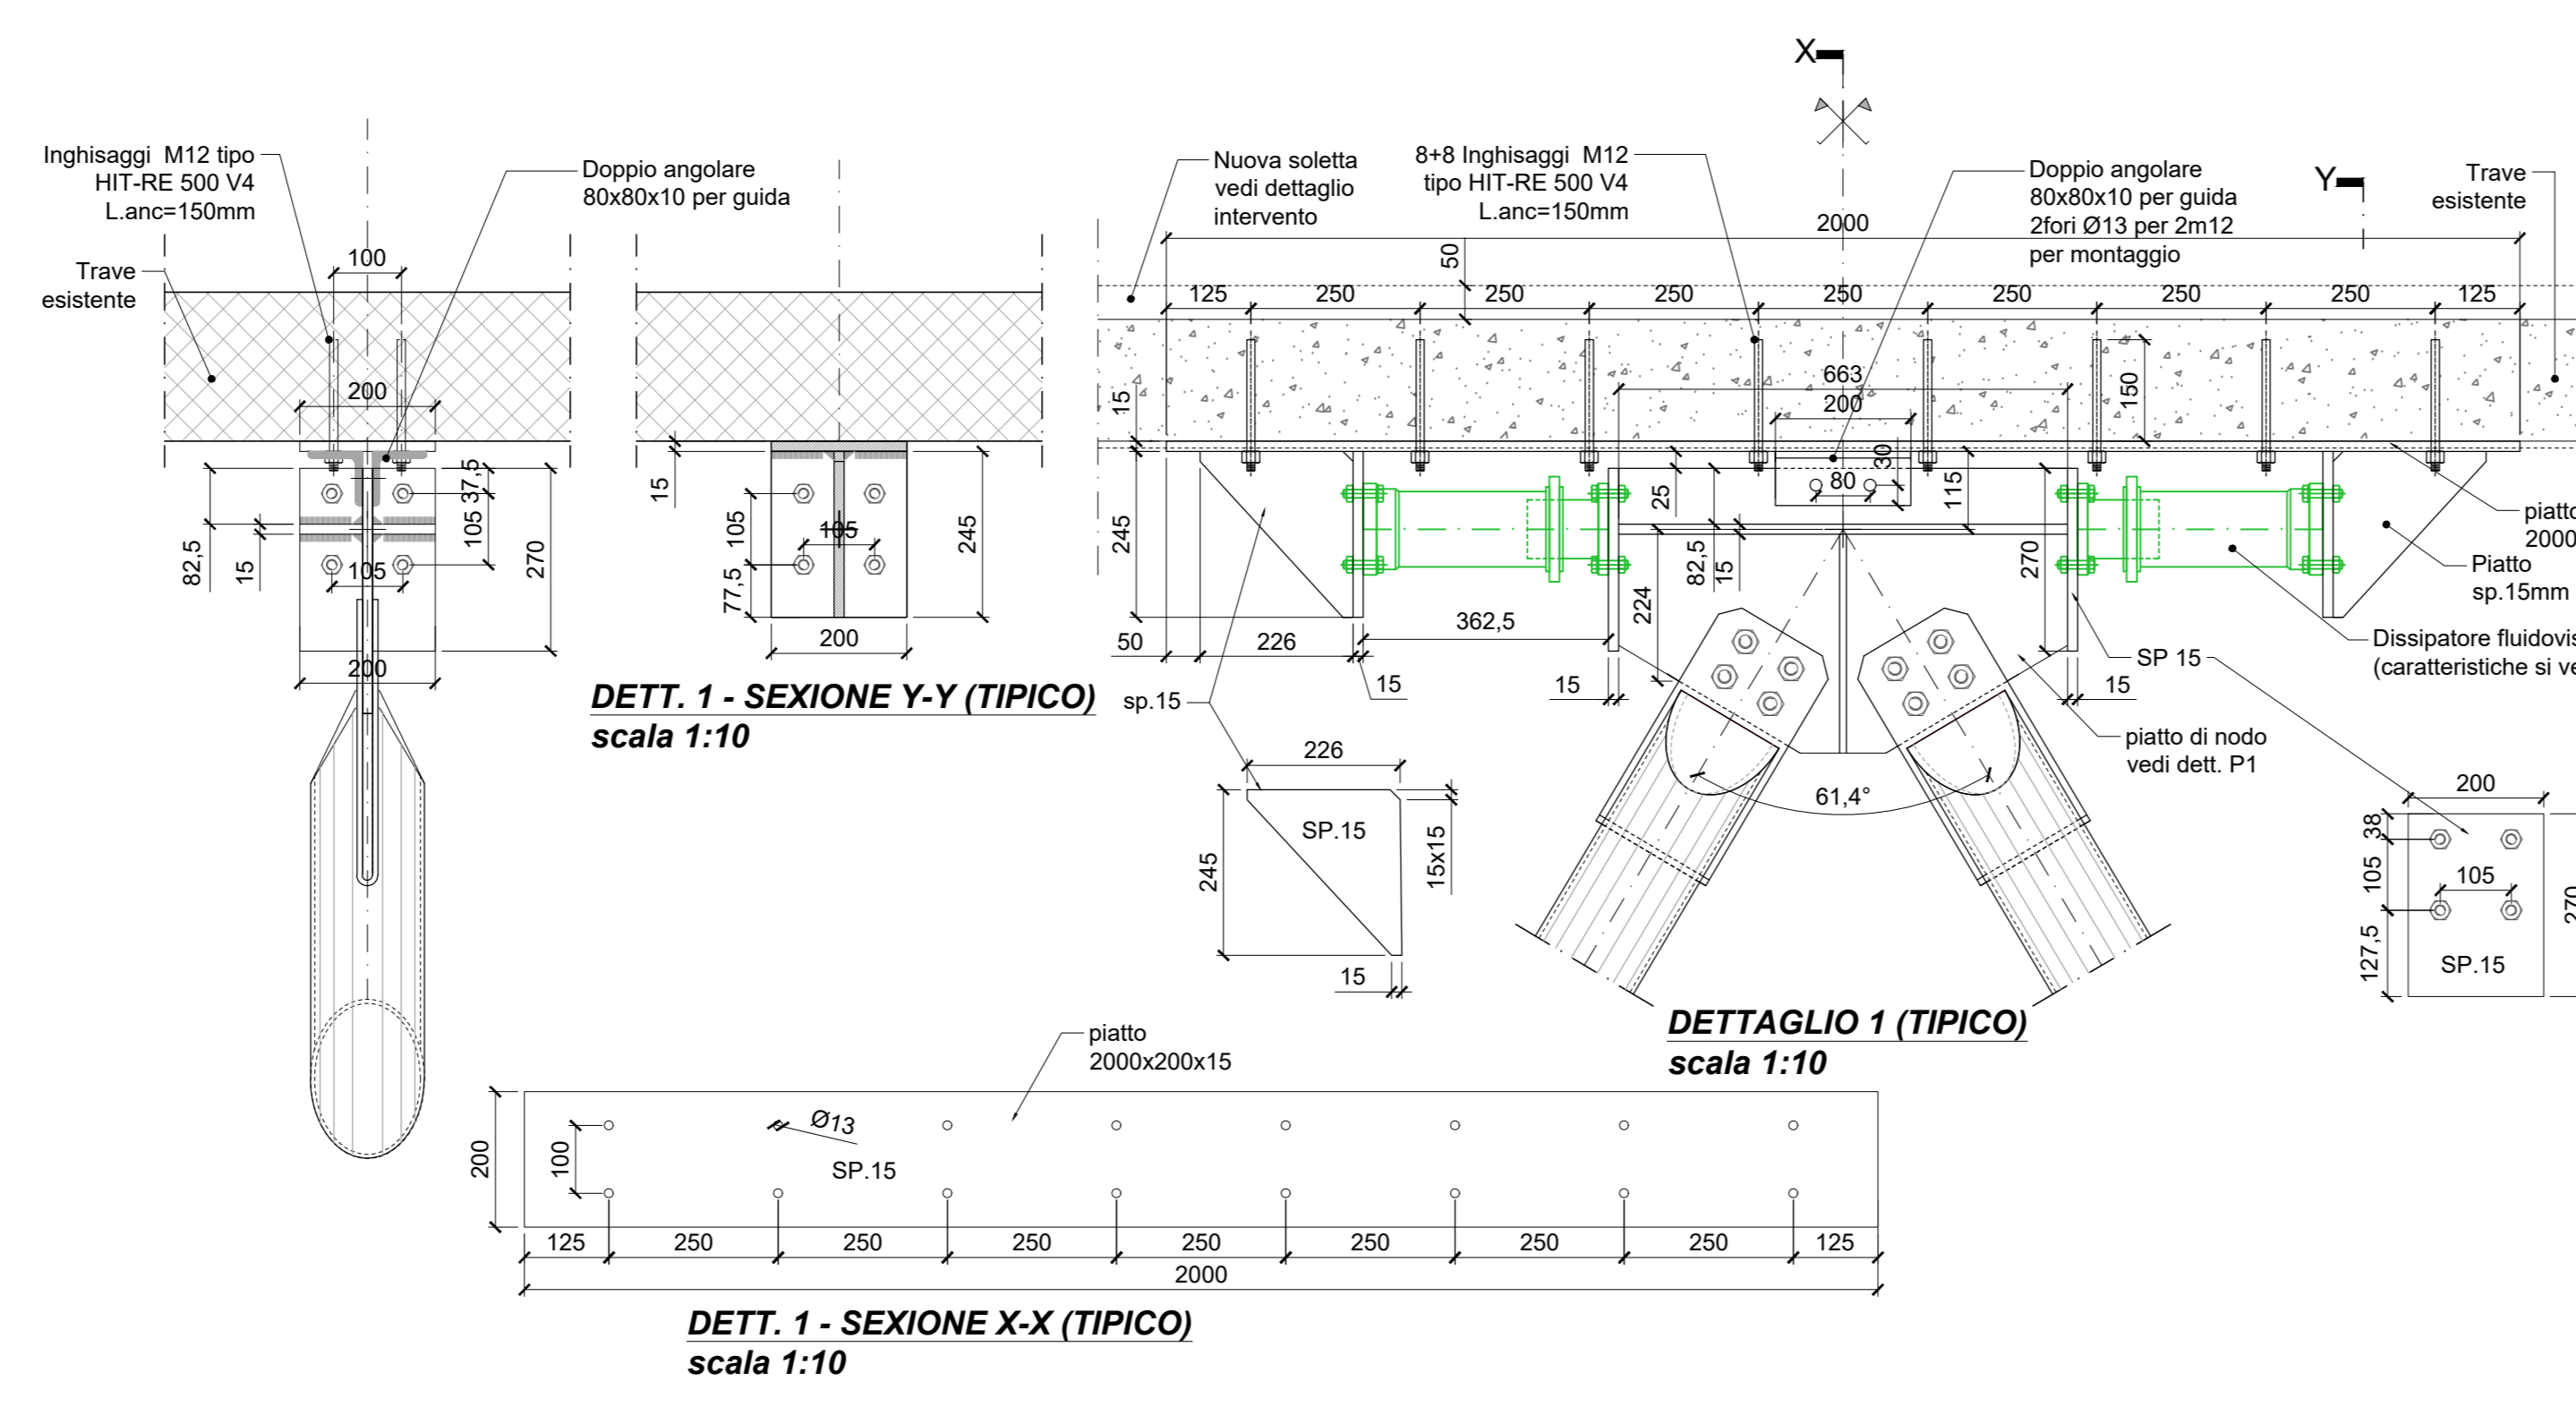 Inghisaggi M12 tipo
HIT-RE 500 V4
L.anc=150mm
Doppio angolare
80x80x10 per guida
Trave
esistente
100
200
37,5
105
270
82,5
15
105
200
15
105
105
77,5
245
200
DETT. 1 - SEXIONE Y-Y (TIPICO)
scala 1:10
X
Y
Nuova soletta
vedi dettaglio
intervento
8+8 Inghisaggi M12
tipo HIT-RE 500 V4
L.anc=150mm
Doppio angolare
80x80x10 per guida
2fori Ø13 per 2m12
per montaggio
Trave
esistente
2000
50
125 250 250 250 250 250 250 250 125
663
200
150
15
30
80
25
115
245
82,5
15
270
224
362,5
50 226
15
15
15
sp.15
SP 15
piatto
2000
Piatto
sp.15mm
Dissipatore fluidovis
(caratteristiche si ve
piatto di nodo
vedi dett. P1
61,4°
226
SP.15
245
15x15
15
200
38
105
105
127,5
270
SP.15
DETTAGLIO 1 (TIPICO)
scala 1:10
piatto
2000x200x15
200
100
Ø13
SP.15
125 250 250 250 250 250 250 250 125
2000
DETT. 1 - SEXIONE X-X (TIPICO)
scala 1:10